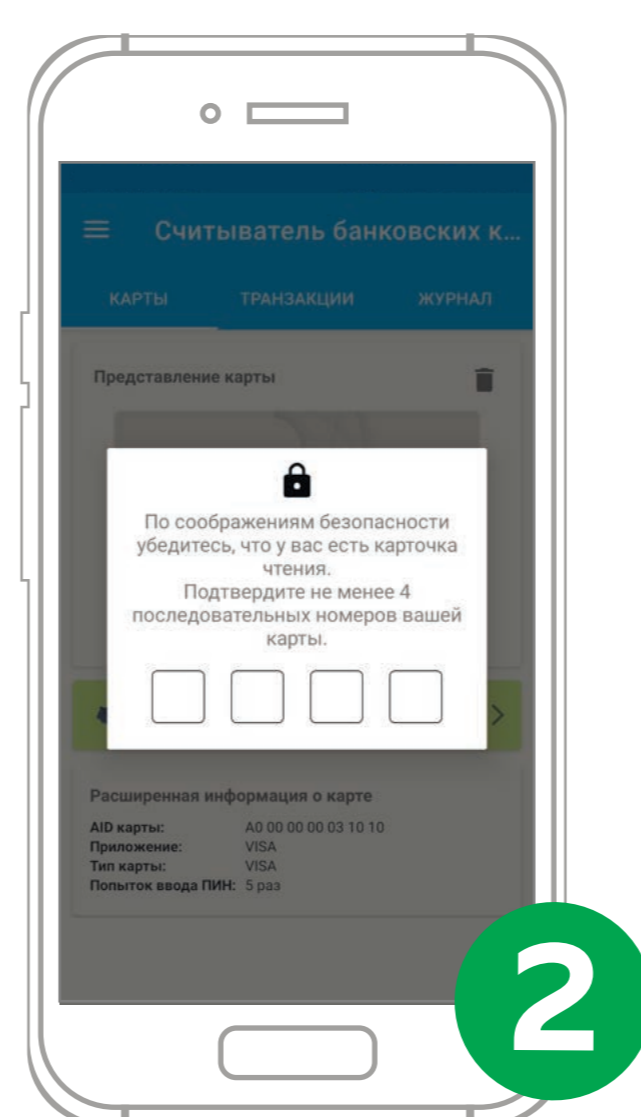 Считыватель банковских к...
КАРТЫ ТРАНЗАКЦИИ ЖУРНАЛ
Представление карты
По соображениям безопасности
убедитесь, что у вас есть карточка
чтения.
Подтвердите не менее 4
последовательных номеров вашей
карты.
Расширенная информация о карте
AID карты: A0 00 00 00 03 10 10
Приложение: VISA
Тип карты: VISA
Попыток ввода ПИН: 5 раз
2